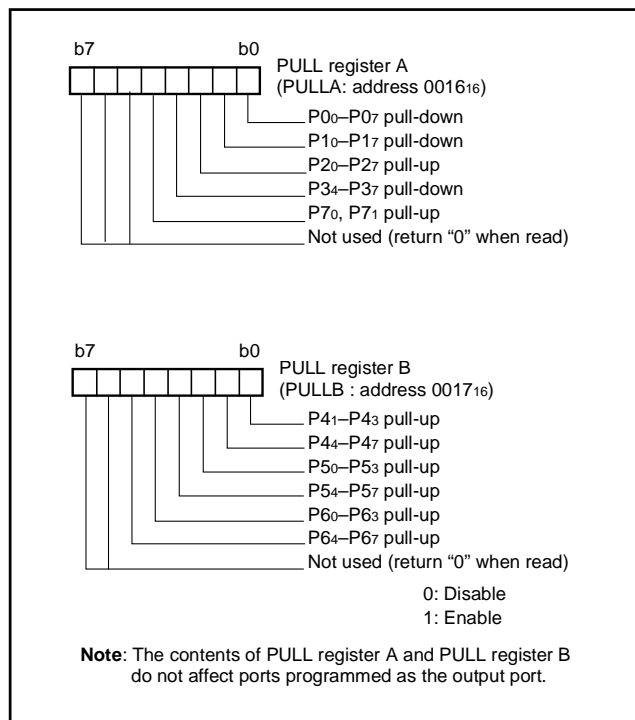 b7 b0
PULL register A
(PULLA: address 0016₁₆)
P0₀–P0₇ pull-down
P1₀–P1₇ pull-down
P2₀–P2₇ pull-up
P3₄–P3₇ pull-down
P7₀, P7₁ pull-up
Not used (return “0” when read)
b7 b0
PULL register B
(PULLB : address 0017₁₆)
P4₁–P4₃ pull-up
P4₄–P4₇ pull-up
P5₀–P5₃ pull-up
P5₄–P5₇ pull-up
P6₀–P6₃ pull-up
P6₄–P6₇ pull-up
Not used (return “0” when read)
0: Disable
1: Enable
Note: The contents of PULL register A and PULL register B
do not affect ports programmed as the output port.